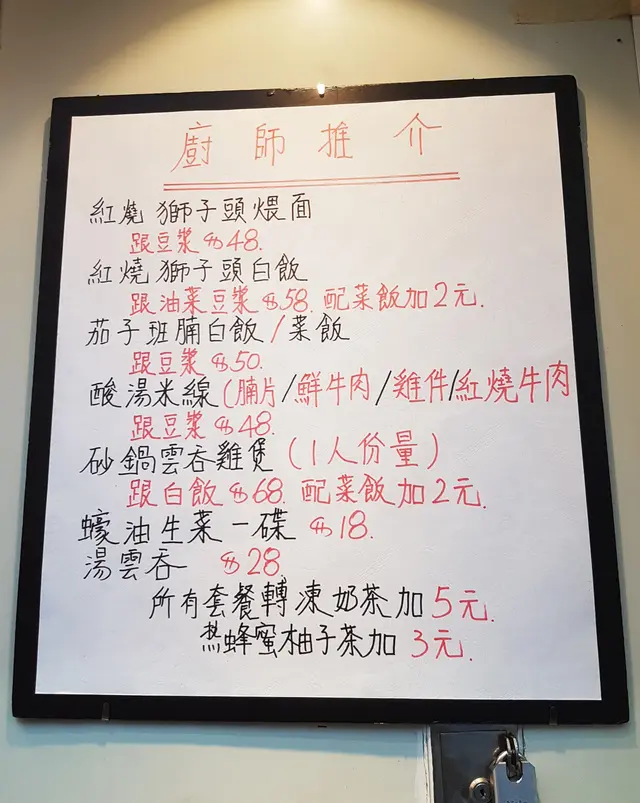 廚師推介
紅燒獅子頭煨面
跟豆漿$48.
紅燒獅子頭白飯
跟油菜豆漿$58. 配菜飯加2元.
茄子班腩白飯/菜飯
跟豆漿$50.
酸湯米線(腩片/鮮牛肉/雞件/紅燒牛肉
跟豆漿$48.
砂鍋雲吞雞煲(1人份量)
跟白飯$68. 配菜飯加2元.
蠔油生菜一碟 $18.
湯雲吞 $28.
所有套餐轉凍奶茶加5元.
熱蜂蜜柚子茶加3元.